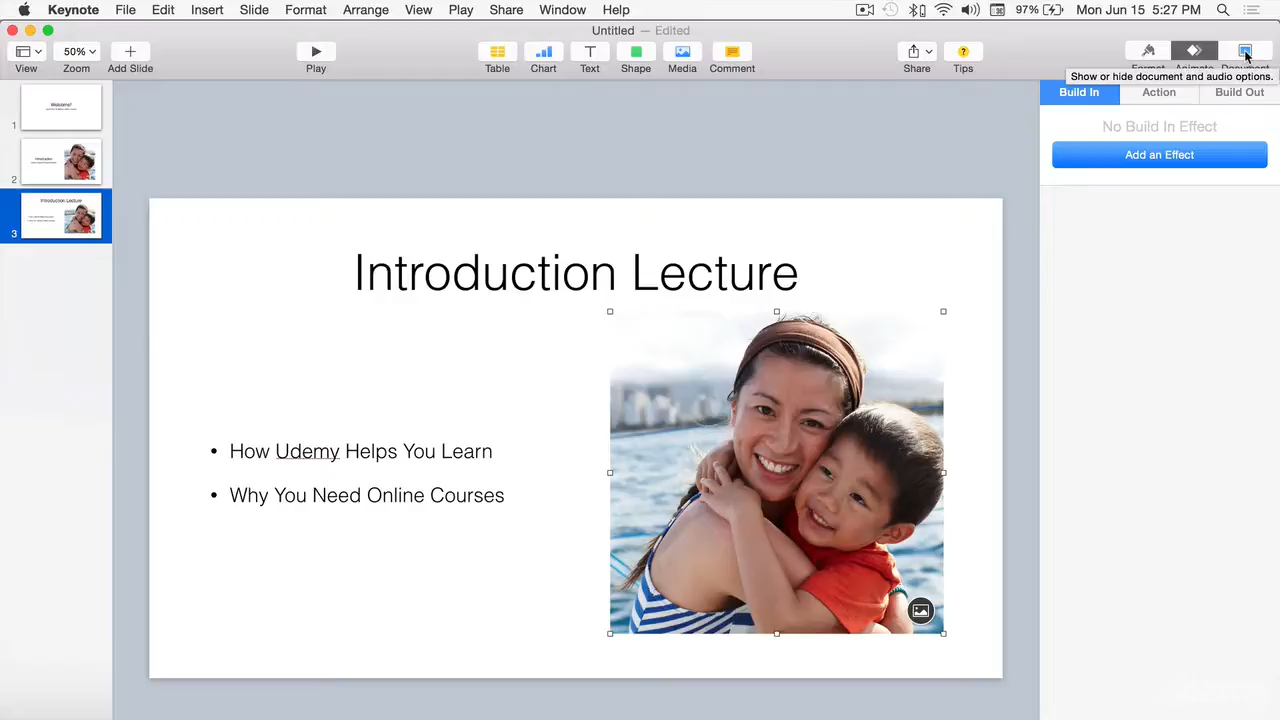 Keynote File Edit Insert Slide Format Arrange View Play Share Window Help 97% Mon Jun 15 5:27 PM
Untitled — Edited
50%
View Zoom Add Slide Play Table Chart Text Shape Media Comment Share Tips Format Animate Document
Show or hide document and audio options.
Build In Action Build Out
No Build In Effect
Add an Effect
Welcome!
1
Introduction
2
Introduction Lecture
3
Introduction Lecture
• How Udemy Helps You Learn
• Why You Need Online Courses